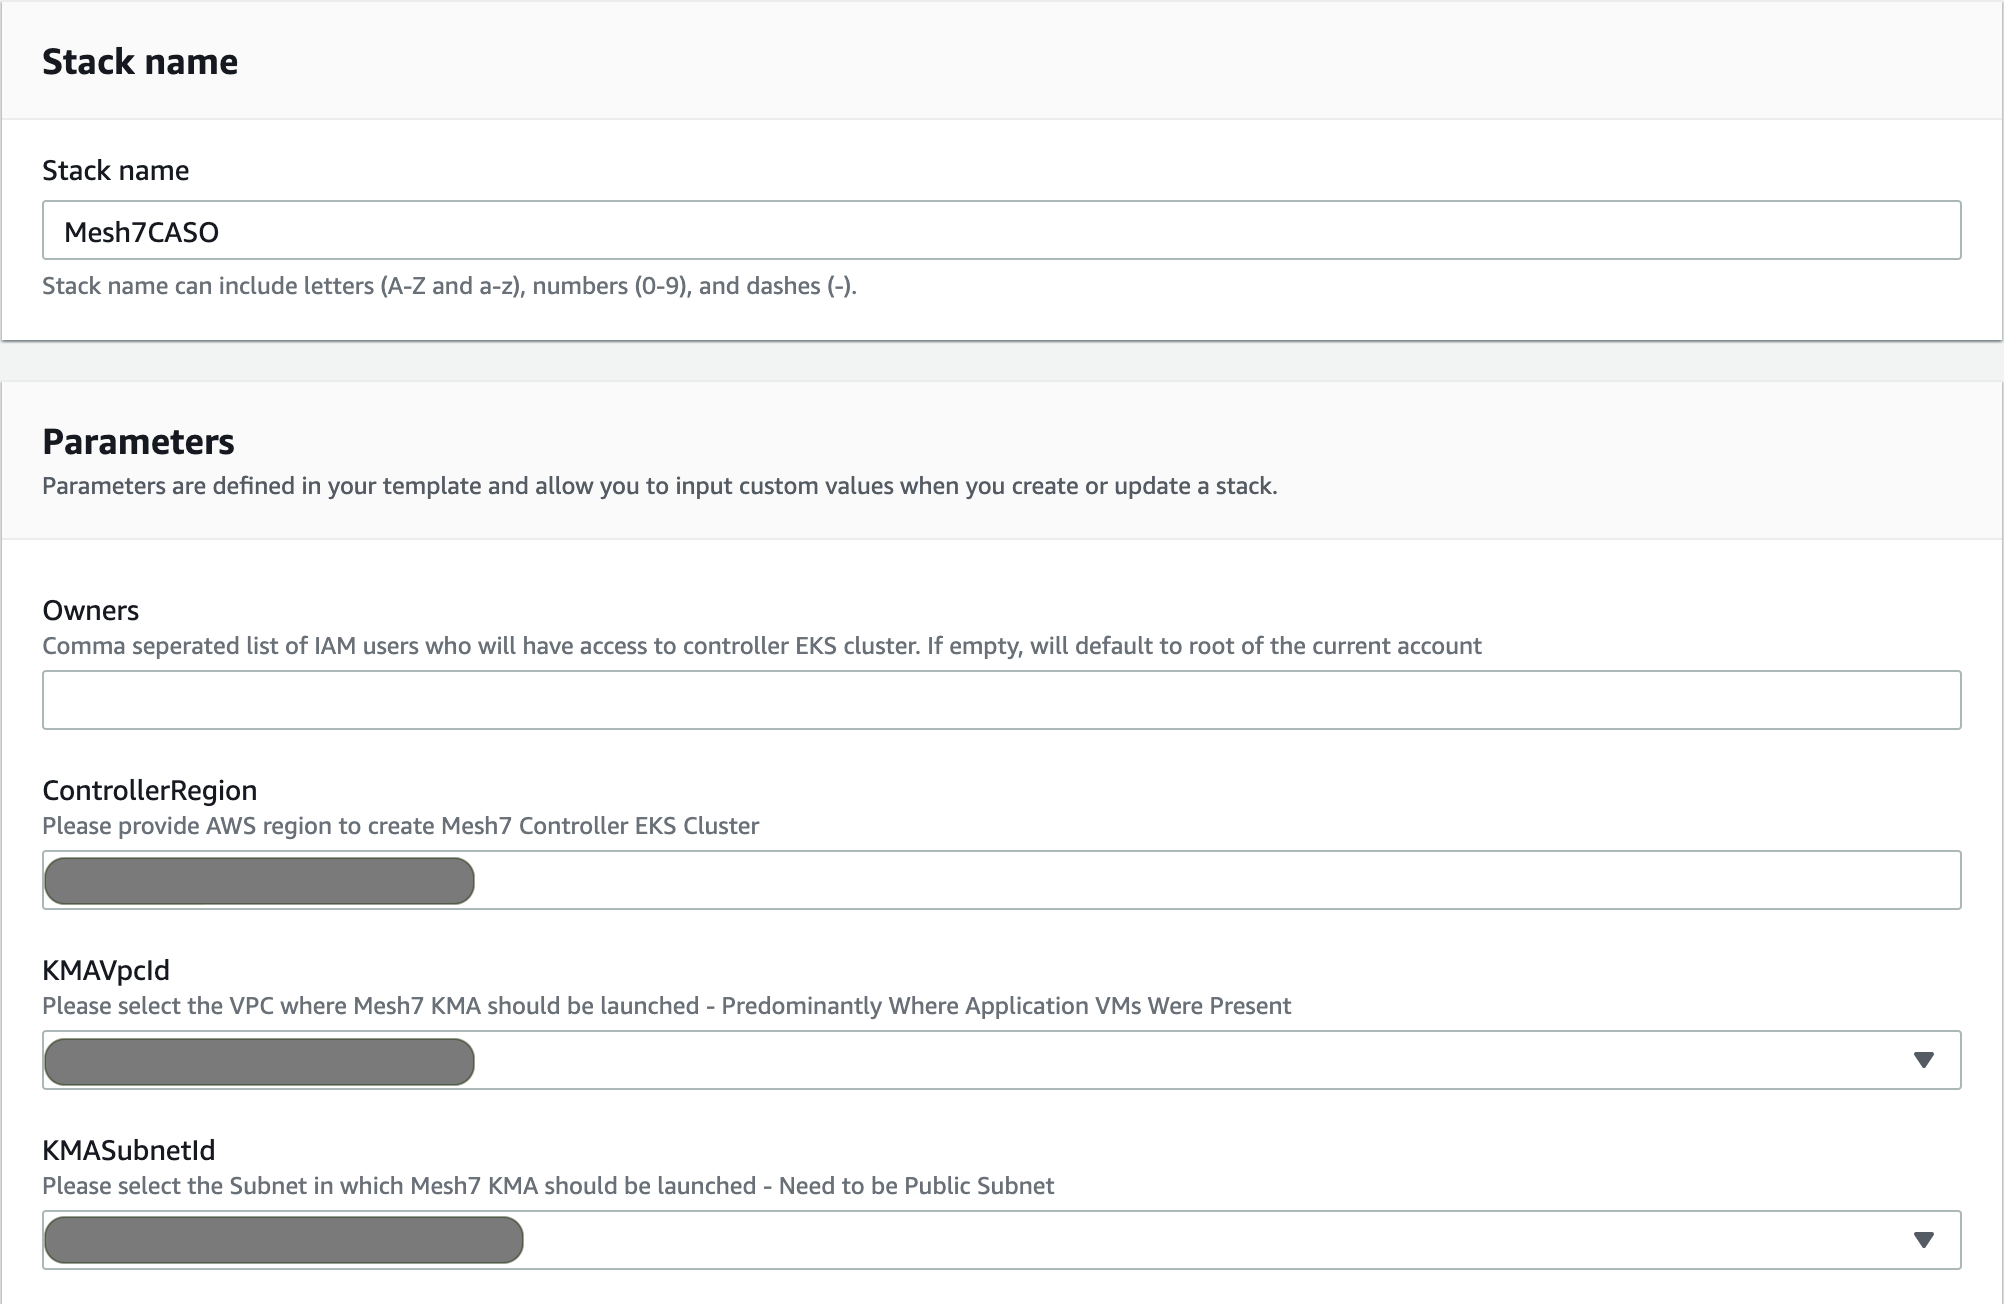 Stack name
Stack name
Mesh7CASO
Stack name can include letters (A-Z and a-z), numbers (0-9), and dashes (-).
Parameters
Parameters are defined in your template and allow you to input custom values when you create or update a stack.
Owners
Comma seperated list of IAM users who will have access to controller EKS cluster. If empty, will default to root of the current account
ControllerRegion
Please provide AWS region to create Mesh7 Controller EKS Cluster
KMAVpcId
Please select the VPC where Mesh7 KMA should be launched - Predominantly Where Application VMs Were Present
KMASubnetId
Please select the Subnet in which Mesh7 KMA should be launched - Need to be Public Subnet